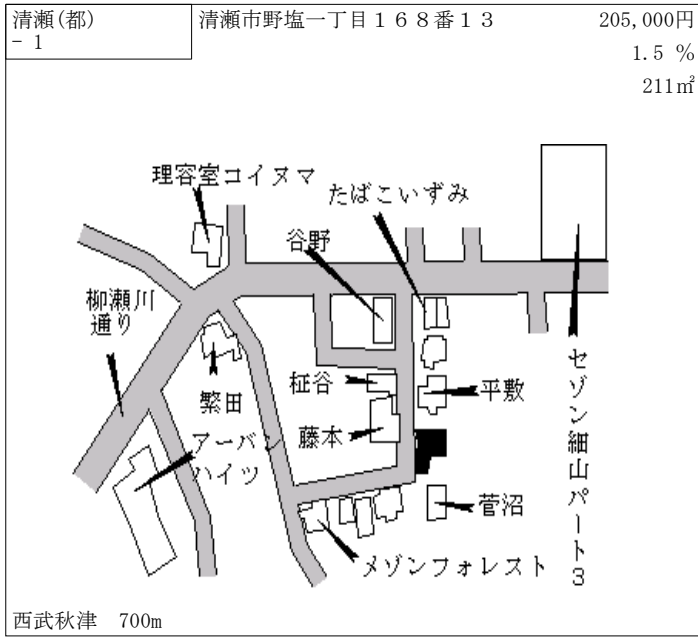 清瀬(都)
- 1
清瀬市野塩一丁目１６８番１３
205,000円
1.5 %
211㎡
理容室コイヌマ
たばこいずみ
谷野
柳瀬川
通り
繁田
柾谷
平敷
藤本
アーバン
ハイツ
菅沼
メゾンフォレスト
セゾン細山パート３
西武秋津 700m